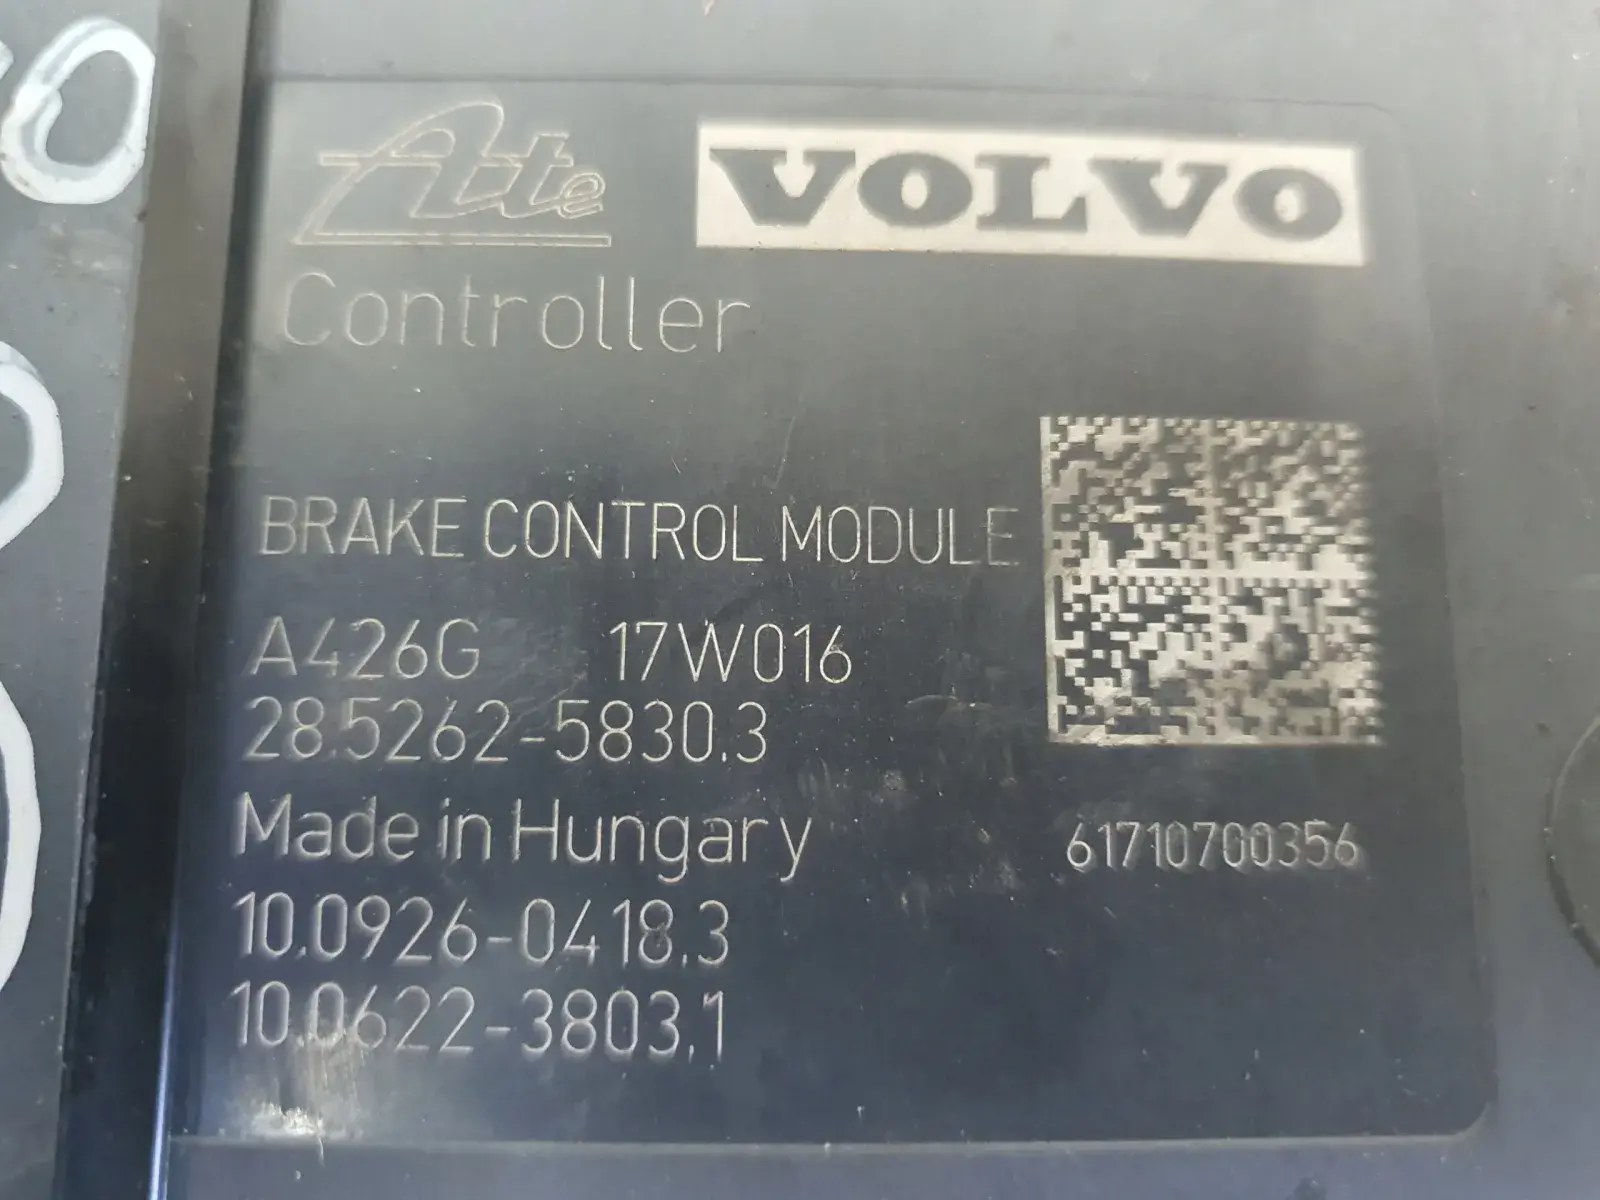 Ate VOLVO
Controller
BRAKE CONTROL MODULE
A426G 17W016
28.5262-5830.3
Made in Hungary
61710700356
10.0926-0418.3
10.0622-3803.1